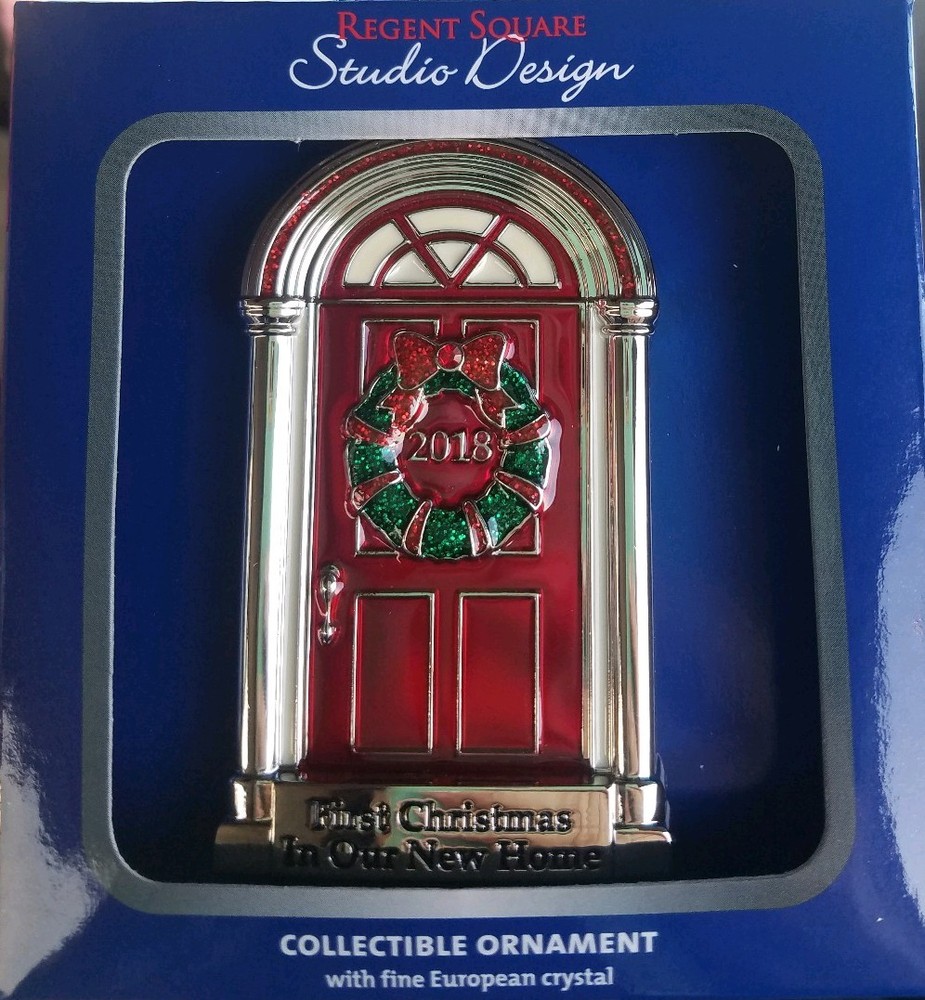 REGENT SQUARE
Studio Design
2018
First Christmas
In Our New Home
COLLECTIBLE ORNAMENT
with fine European crystal